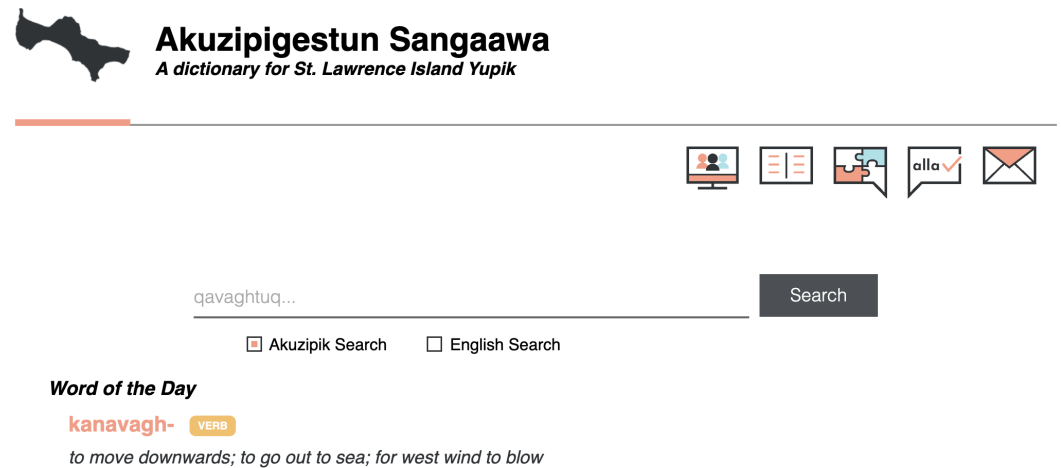 Akuzipigestun Sangaawa
A dictionary for St. Lawrence Island Yupik
alla
qavaghtuq...
Search
Akuzipik Search
English Search
Word of the Day
kanavagh- VERB
to move downwards; to go out to sea; for west wind to blow